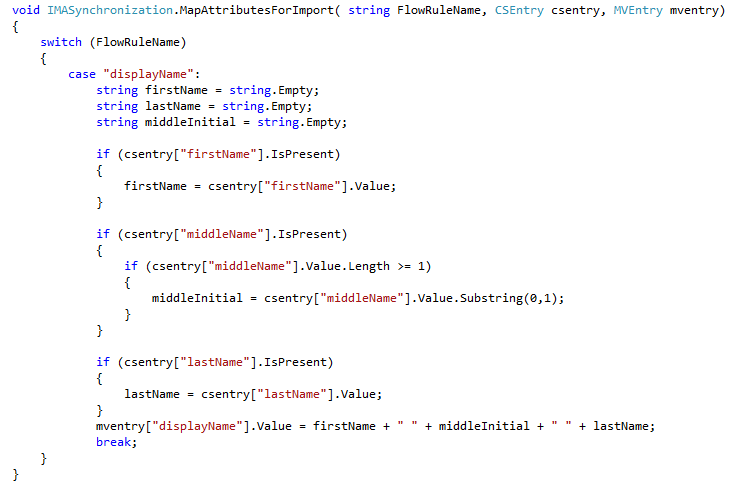 void IMASynchronization.MapAttributesForImport( string FlowRuleName, CSEntry csentry, MVEntry mventry)
{
    switch (FlowRuleName)
    {
        case "displayName":
            string firstName = string.Empty;
            string lastName = string.Empty;
            string middleInitial = string.Empty;

            if (csentry["firstName"].IsPresent)
            {
                firstName = csentry["firstName"].Value;
            }

            if (csentry["middleName"].IsPresent)
            {
                if (csentry["middleName"].Value.Length >= 1)
                {
                    middleInitial = csentry["middleName"].Value.Substring(0,1);
                }
            }

            if (csentry["lastName"].IsPresent)
            {
                lastName = csentry["lastName"].Value;
            }
            mventry["displayName"].Value = firstName + " " + middleInitial + " " + lastName;
            break;
    }
}